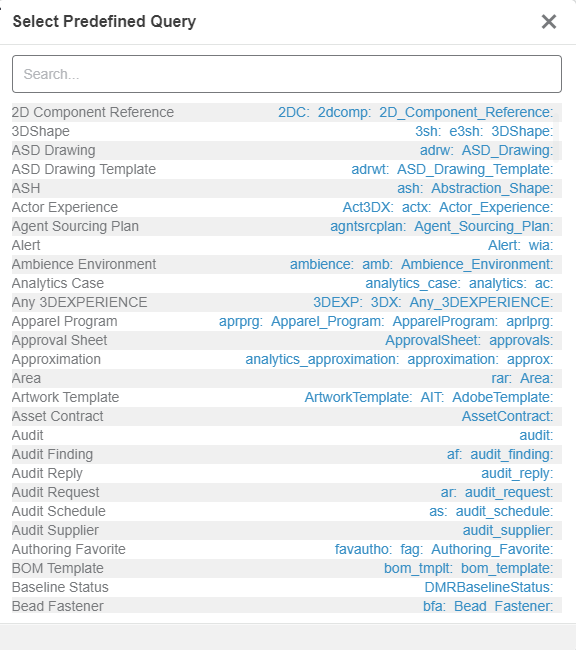 Select Predefined Query
Search...
2D Component Reference 2DC: 2dcomp: 2D_Component_Reference:
3DShape 3sh: e3sh: 3DShape:
ASD Drawing adrw: ASD_Drawing:
ASD Drawing Template adrwt: ASD_Drawing_Template:
ASH ash: Abstraction_Shape:
Actor Experience Act3DX: actx: Actor_Experience:
Agent Sourcing Plan agntsrcplan: Agent_Sourcing_Plan:
Alert Alert: wia:
Ambience Environment ambience: amb: Ambience_Environment:
Analytics Case analytics_case: analytics: ac:
Any 3DEXPERIENCE 3DEXP: 3DX: Any_3DEXPERIENCE:
Apparel Program aprprg: Apparel_Program: ApparelProgram: aprlprg:
Approval Sheet ApprovalSheet: approvals:
Approximation analytics_approximation: approximation: approx:
Area rar: Area:
Artwork Template ArtworkTemplate: AIT: AdobeTemplate:
Asset Contract AssetContract:
Audit audit:
Audit Finding af: audit_finding:
Audit Reply audit_reply:
Audit Request ar: audit_request:
Audit Schedule as: audit_schedule:
Audit Supplier audit_supplier:
Authoring Favorite favautho: fag: Authoring_Favorite:
BOM Template bom_tmplt: bom_template:
Baseline Status DMRBaselineStatus:
Bead Fastener bfa: Bead Fastener: